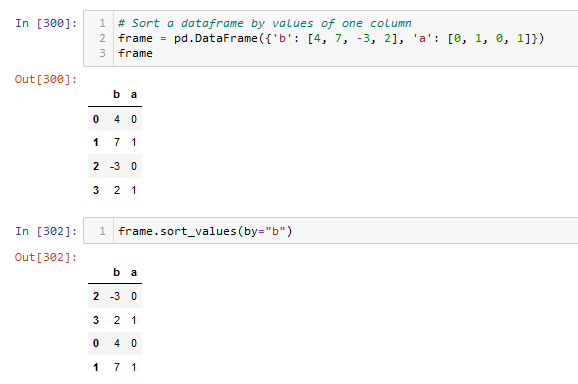 In [300]: 1 # Sort a dataframe by values of one column
2 frame = pd.DataFrame({'b': [4, 7, -3, 2], 'a': [0, 1, 0, 1]})
3 frame
Out[300]:
b a
0 4 0
1 7 1
2 -3 0
3 2 1
In [302]: 1 frame.sort_values(by="b")
Out[302]:
b a
2 -3 0
3 2 1
0 4 0
1 7 1